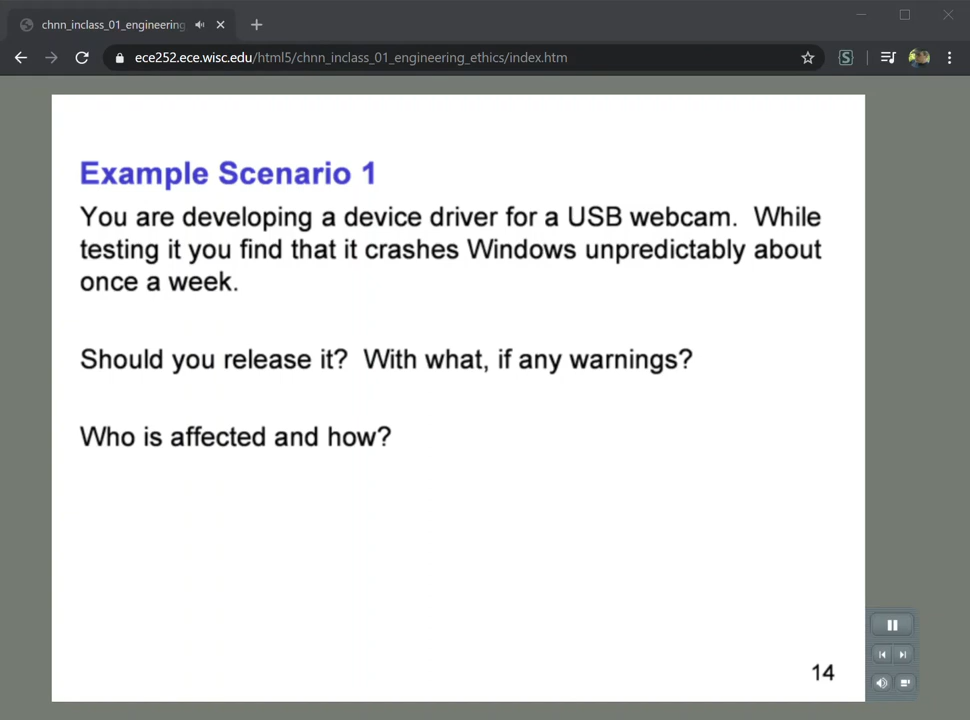 chnn_inclass_01_engineering
ece252.ece.wisc.edu/html5/chnn_inclass_01_engineering_ethics/index.htm
Example Scenario 1
You are developing a device driver for a USB webcam. While
testing it you find that it crashes Windows unpredictably about
once a week.
Should you release it? With what, if any warnings?
Who is affected and how?
14